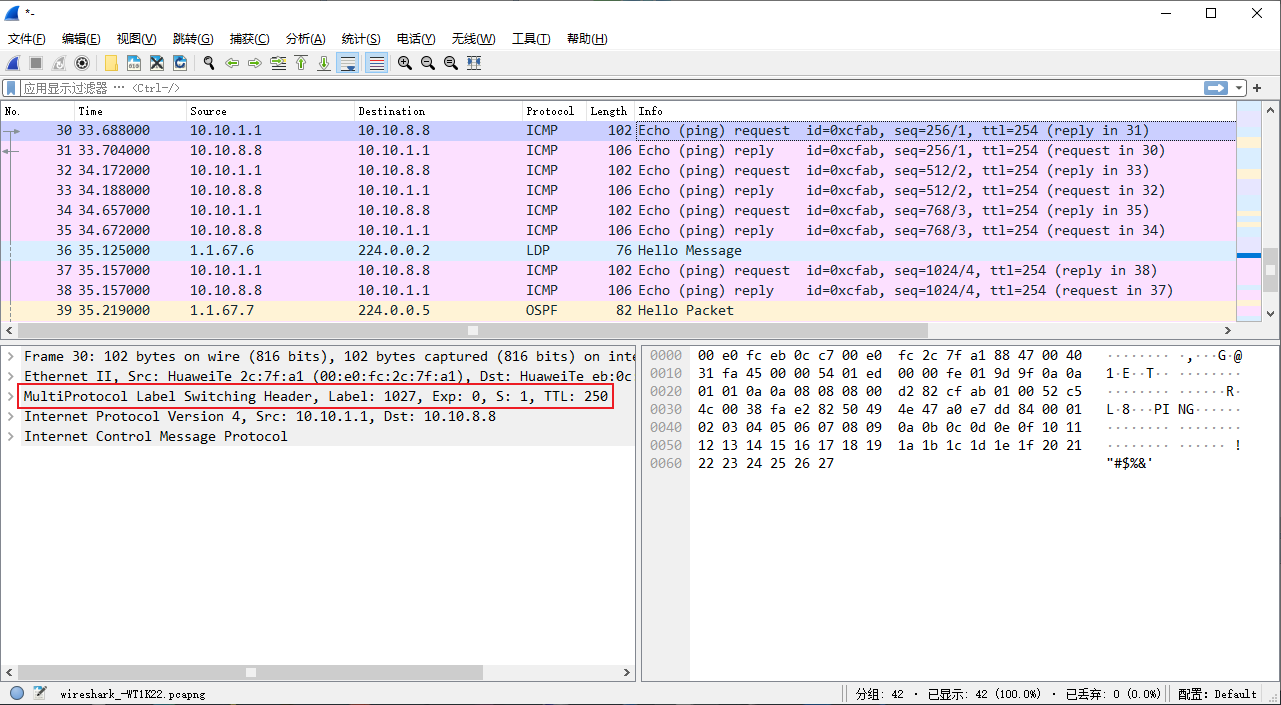 *-
文件(F) 编辑(E) 视图(V) 跳转(G) 捕获(C) 分析(A) 统计(S) 电话(Y) 无线(W) 工具(T) 帮助(H)
应用显示过滤器 … <Ctrl-/>
No. Time Source Destination Protocol Length Info
30 33.688000 10.10.1.1 10.10.8.8 ICMP 102 Echo (ping) request id=0xcfab, seq=256/1, ttl=254 (reply in 31)
31 33.704000 10.10.8.8 10.10.1.1 ICMP 106 Echo (ping) reply id=0xcfab, seq=256/1, ttl=254 (request in 30)
32 34.172000 10.10.1.1 10.10.8.8 ICMP 102 Echo (ping) request id=0xcfab, seq=512/2, ttl=254 (reply in 33)
33 34.188000 10.10.8.8 10.10.1.1 ICMP 106 Echo (ping) reply id=0xcfab, seq=512/2, ttl=254 (request in 32)
34 34.657000 10.10.1.1 10.10.8.8 ICMP 102 Echo (ping) request id=0xcfab, seq=768/3, ttl=254 (reply in 35)
35 34.672000 10.10.8.8 10.10.1.1 ICMP 106 Echo (ping) reply id=0xcfab, seq=768/3, ttl=254 (request in 34)
36 35.125000 1.1.67.6 224.0.0.2 LDP 76 Hello Message
37 35.157000 10.10.1.1 10.10.8.8 ICMP 102 Echo (ping) request id=0xcfab, seq=1024/4, ttl=254 (reply in 38)
38 35.157000 10.10.8.8 10.10.1.1 ICMP 106 Echo (ping) reply id=0xcfab, seq=1024/4, ttl=254 (request in 37)
39 35.219000 1.1.67.7 224.0.0.5 OSPF 82 Hello Packet
Frame 30: 102 bytes on wire (816 bits), 102 bytes captured (816 bits) on inte
Ethernet II, Src: HuaweiTe_2c:7f:a1 (00:e0:fc:2c:7f:a1), Dst: HuaweiTe_eb:0c
MultiProtocol Label Switching Header, Label: 1027, Exp: 0, S: 1, TTL: 250
Internet Protocol Version 4, Src: 10.10.1.1, Dst: 10.10.8.8
Internet Control Message Protocol
0000 00 e0 fc eb 0c c7 00 e0 fc 2c 7f a1 88 47 00 40 ········ ·,···G·@
0010 31 fa 45 00 00 54 01 ed 00 00 fe 01 9d 9f 0a 0a 1·E··T·· ········
0020 01 01 0a 0a 08 08 08 00 d2 82 cf ab 01 00 52 c5 ········ ······R·
0030 4c 00 38 fa e2 82 50 49 4e 47 a0 e7 dd 84 00 01 L·8···PI NG······
0040 02 03 04 05 06 07 08 09 0a 0b 0c 0d 0e 0f 10 11 ········ ········
0050 12 13 14 15 16 17 18 19 1a 1b 1c 1d 1e 1f 20 21 ········ ······ !
0060 22 23 24 25 26 27 "#$%&'
wireshark_-WT1K22.pcapng 分组: 42 · 已显示: 42 (100.0%) · 已丢弃: 0 (0.0%) 配置: Default